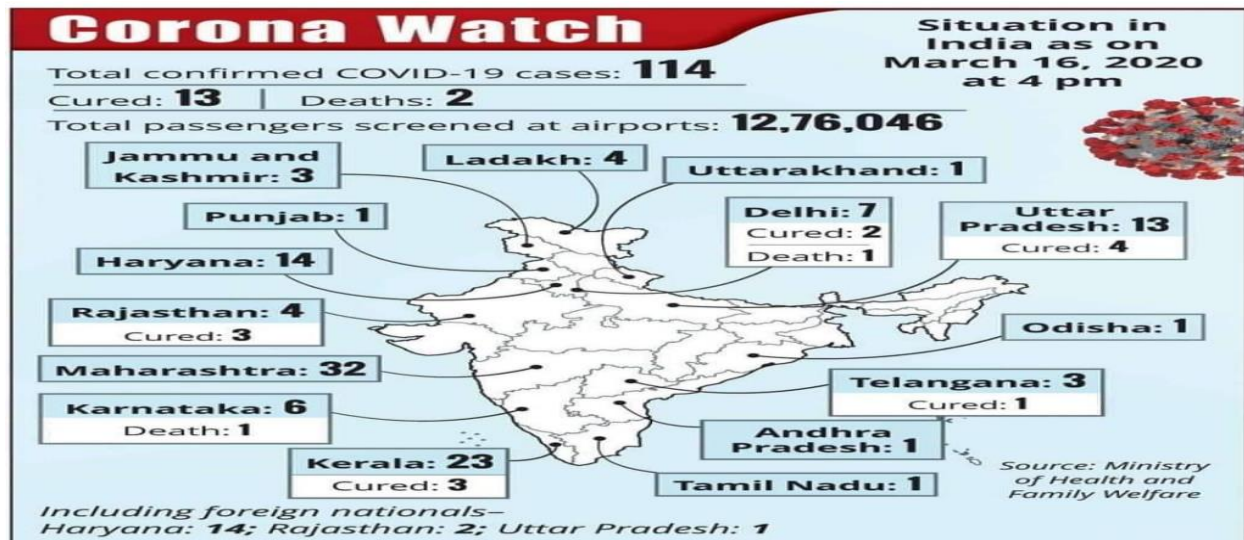 Corona Watch
Situation in
India as on
March 16, 2020
at 4 pm
Total confirmed COVID-19 cases: 114
Cured: 13 | Deaths: 2
Total passengers screened at airports: 12,76,046
Jammu and
Kashmir: 3
Ladakh: 4
Uttarakhand: 1
Punjab: 1
Delhi: 7
Cured: 2
Death: 1
Uttar
Pradesh: 13
Cured: 4
Haryana: 14
Rajasthan: 4
Cured: 3
Odisha: 1
Maharashtra: 32
Telangana: 3
Cured: 1
Karnataka: 6
Death: 1
Andhra
Pradesh: 1
Kerala: 23
Cured: 3
Tamil Nadu: 1
Source: Ministry
of Health and
Family Welfare
Including foreign nationals–
Haryana: 14; Rajasthan: 2; Uttar Pradesh: 1